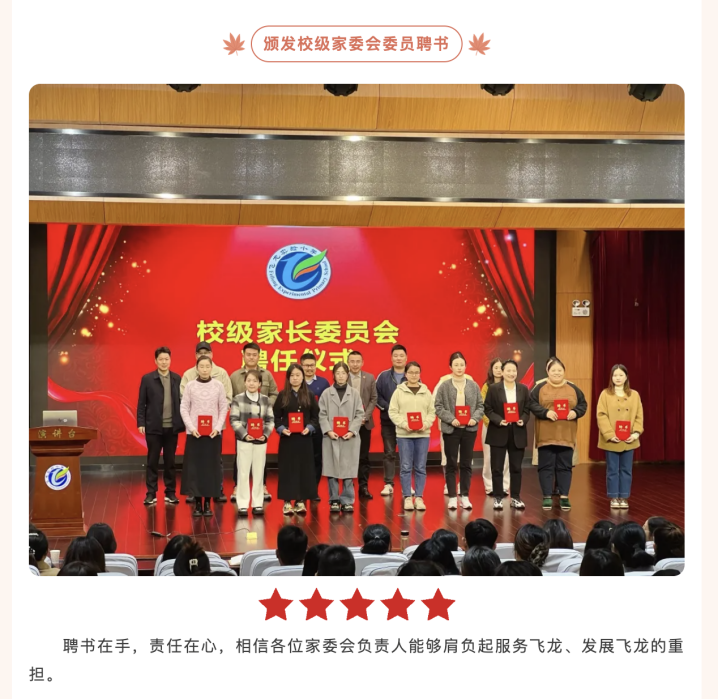 颁发校级家委会委员聘书
校级家长委员会
聘任仪式
演讲台
聘书在手，责任在心，相信各位家委会负责人能够肩负起服务飞龙、发展飞龙的重
担。